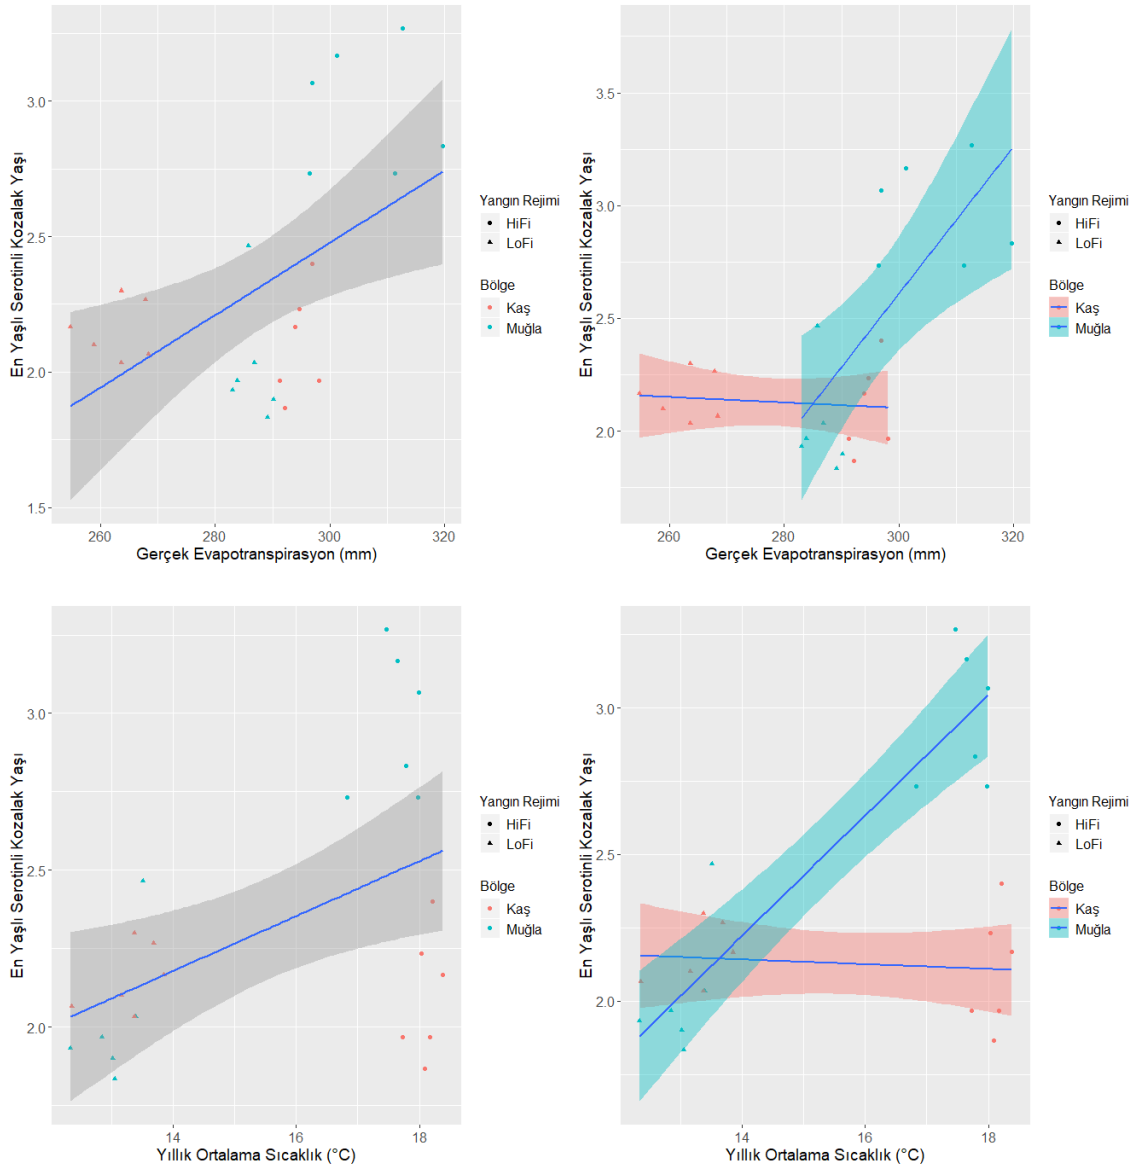 En Yaşlı Serotinli Kozalak Yaşı
3.0
2.5
2.0
1.5
260
280
300
320
Gerçek Evapotranspirasyon (mm)
Yangın Rejimi
HiFi
LoFi
Bölge
Kaş
Muğla
En Yaşlı Serotinli Kozalak Yaşı
3.5
3.0
2.5
2.0
260
280
300
320
Gerçek Evapotranspirasyon (mm)
Yangın Rejimi
HiFi
LoFi
Bölge
Kaş
Muğla
En Yaşlı Serotinli Kozalak Yaşı
3.0
2.5
2.0
14
16
18
Yıllık Ortalama Sıcaklık (°C)
Yangın Rejimi
HiFi
LoFi
Bölge
Kaş
Muğla
En Yaşlı Serotinli Kozalak Yaşı
3.0
2.5
2.0
14
16
18
Yıllık Ortalama Sıcaklık (°C)
Yangın Rejimi
HiFi
LoFi
Bölge
Kaş
Muğla